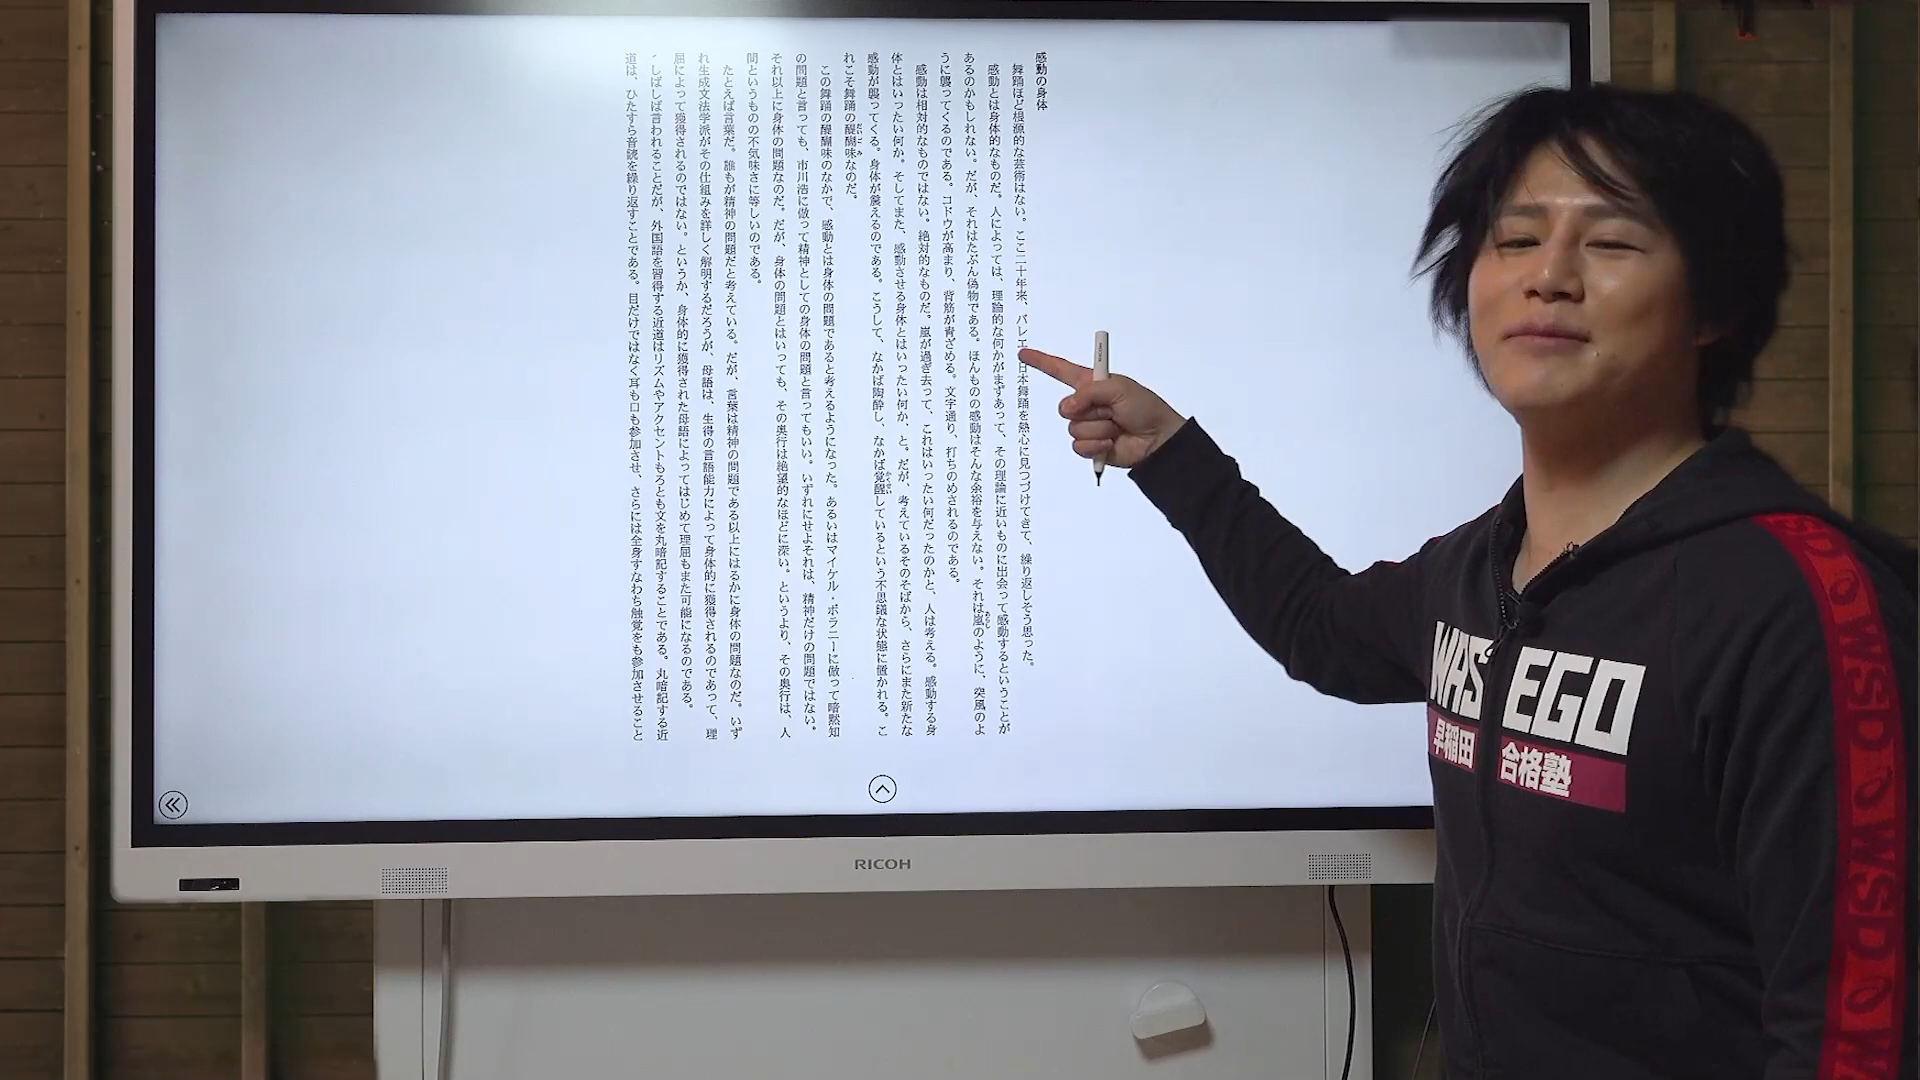 感動の身体
舞踊ほど根源的な芸術はない。ここ二十年来、バレエ日本舞踊を熱心に見つづけてきて、繰り返しそう思った。
感動とは身体的なものだ。人によっては、理論的な何かがまずあって、その理論に近いものに出会って感動するということが
あるのかもしれない。だが、それはたぶん偽物である。ほんものの感動はそんな余裕を与えない。それは嵐のように、突風のよ
うに襲ってくるのである。コドウが高まり、背筋が青ざめる。文字通り、打ちのめされるのである。
感動は相対的なものではない。絶対的なものだ。嵐が過ぎ去って、これはいったい何だったのかと、人は考える。感動する身
体とはいったい何か。そしてまた、感動させる身体とはいったい何か、と。だが、考えているそのそばから、さらにまた新たな
感動が襲ってくる。身体が震えるのである。こうして、なかば陶酔し、なかば覚醒しているという不思議な状態に置かれる。こ
れこそ舞踊の醍醐味なのだ。
この舞踊の醍醐味のなかで、感動とは身体の問題であると考えるようになった。あるいはマイケル・ポラニーに倣って暗黙知
の問題と言っても、市川浩に倣って精神としての身体の問題と言ってもいい。いずれにせよそれは、精神だけの問題ではない。
それ以上に身体の問題なのだ。だが、身体の問題とはいっても、その奥行は絶望的なほどに深い。というより、その奥行は、人
間というものの不気味さに等しいのである。
たとえば言葉だ。誰もが精神の問題だと考えている。だが、言葉は精神の問題である以上にはるかに身体の問題なのだ。いず
れ生成文法学派がその仕組みを詳しく解明するだろうが、母語は、生得の言語能力によって身体的に獲得されるのであって、理
屈によって獲得されるのではない。というか、身体的に獲得された母語によってはじめて理屈もまた可能になるのである。
しばしば言われることだが、外国語を習得する近道はリズムやアクセントもろとも文を丸暗記することである。丸暗記する近
道は、ひたすら音読を繰り返すことである。目だけではなく耳も口も参加させ、さらには全身すなわち触覚をも参加させること
RICOH
WAS EGO
早稲田 合格塾